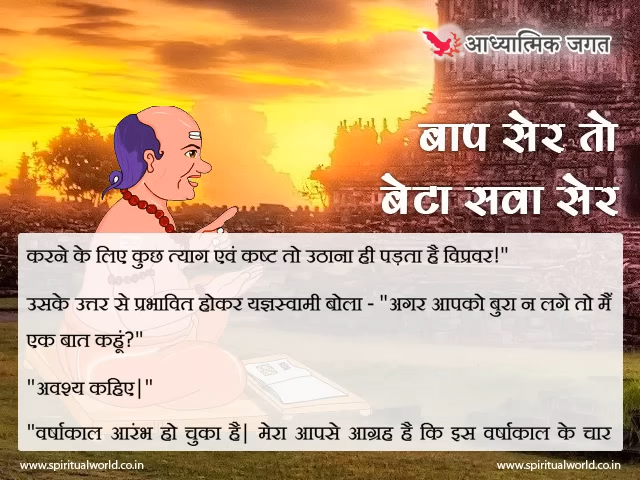 आध्यात्मिक जगत
बाप सेर तो
बेटा सवा सेर
करने के लिए कुछ त्याग एवं कष्ट तो उठाना ही पड़ता है विप्रवर!"
उसके उत्तर से प्रभावित होकर यज्ञस्वामी बोला - "अगर आपको बुरा न लगे तो मैं
एक बात कहूं?"
"अवश्य कहिए|"
"वर्षाकाल आरंभ हो चुका है| मेरा आपसे आग्रह है कि इस वर्षाकाल के चार
www.spiritualworld.co.in www.spiritualworld.co.in